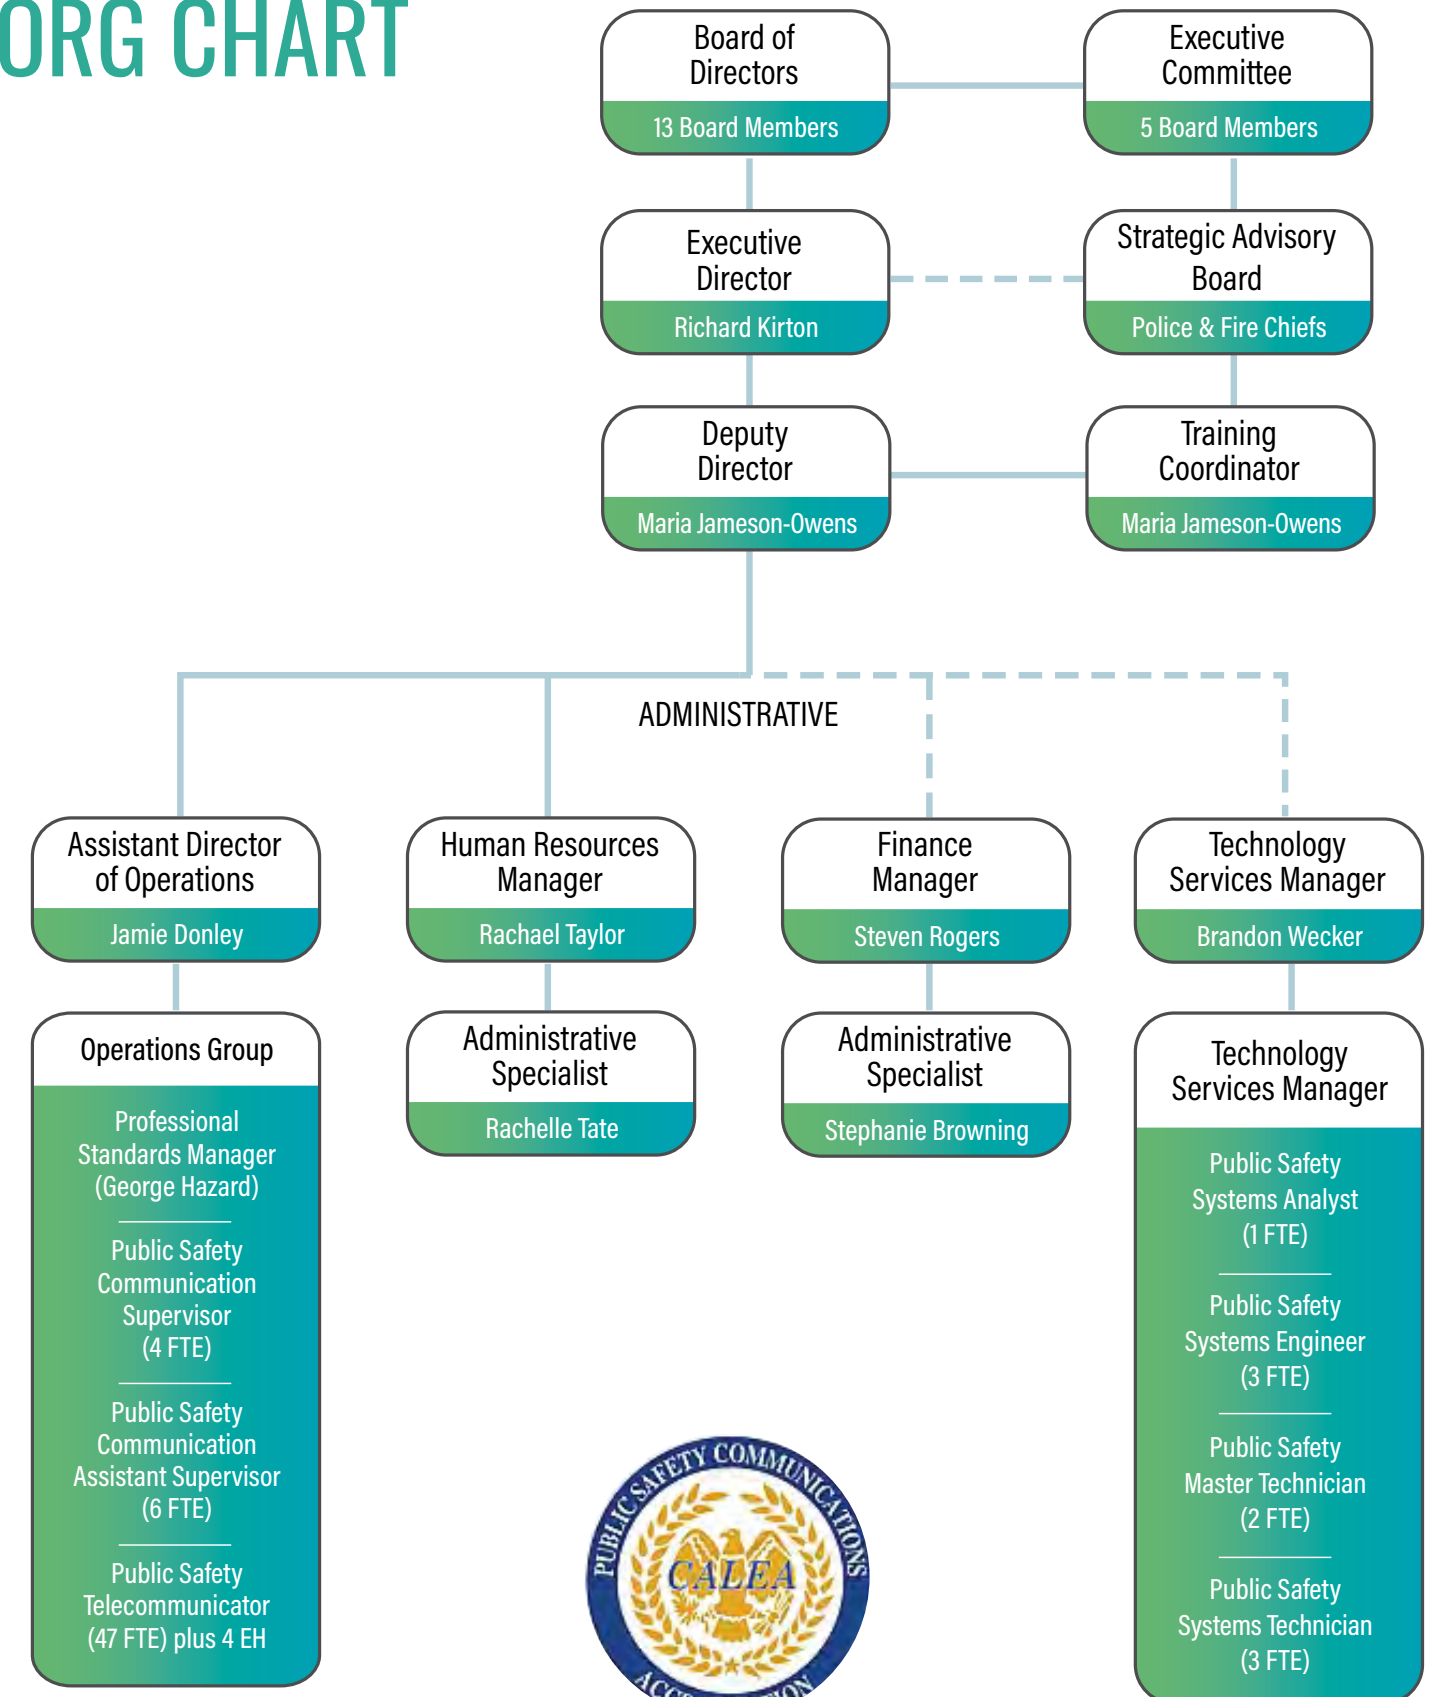 ORG CHART
Board of
Directors
13 Board Members
Executive
Committee
5 Board Members
Executive
Director
Richard Kirton
Strategic Advisory
Board
Police & Fire Chiefs
Deputy
Director
Maria Jameson-Owens
Training
Coordinator
Maria Jameson-Owens
ADMINISTRATIVE
Assistant Director
of Operations
Jamie Donley
Human Resources
Manager
Rachael Taylor
Finance
Manager
Steven Rogers
Technology
Services Manager
Brandon Wecker
Operations Group
Professional
Standards Manager
(George Hazard)
Public Safety
Communication
Supervisor
(4 FTE)
Public Safety
Communication
Assistant Supervisor
(6 FTE)
Public Safety
Telecommunicator
(47 FTE) plus 4 EH
Administrative
Specialist
Rachelle Tate
Administrative
Specialist
Stephanie Browning
Technology
Services Manager
Public Safety
Systems Analyst
(1 FTE)
Public Safety
Systems Engineer
(3 FTE)
Public Safety
Master Technician
(2 FTE)
Public Safety
Systems Technician
(3 FTE)
PUBLIC SAFETY COMMUNICATIONS
CALEA